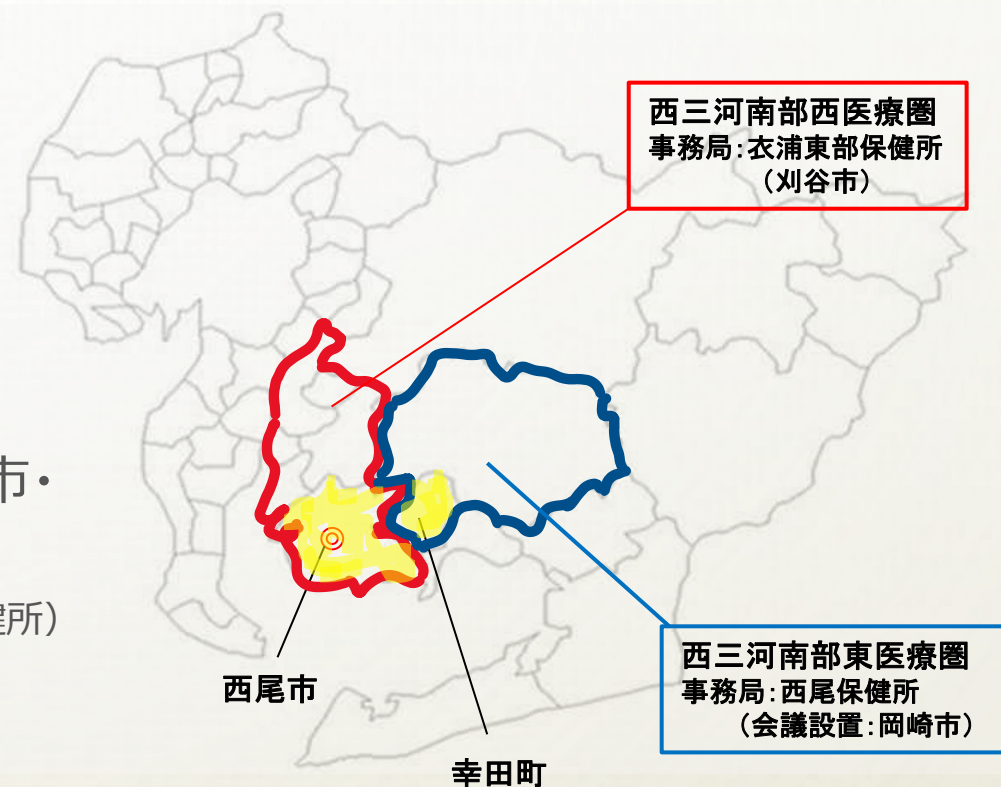 西三河南部西医療圏
事務局：衣浦東部保健所
（刈谷市）
市・
健所）
西尾市
幸田町
西三河南部東医療圏
事務局：西尾保健所
（会議設置：岡崎市）